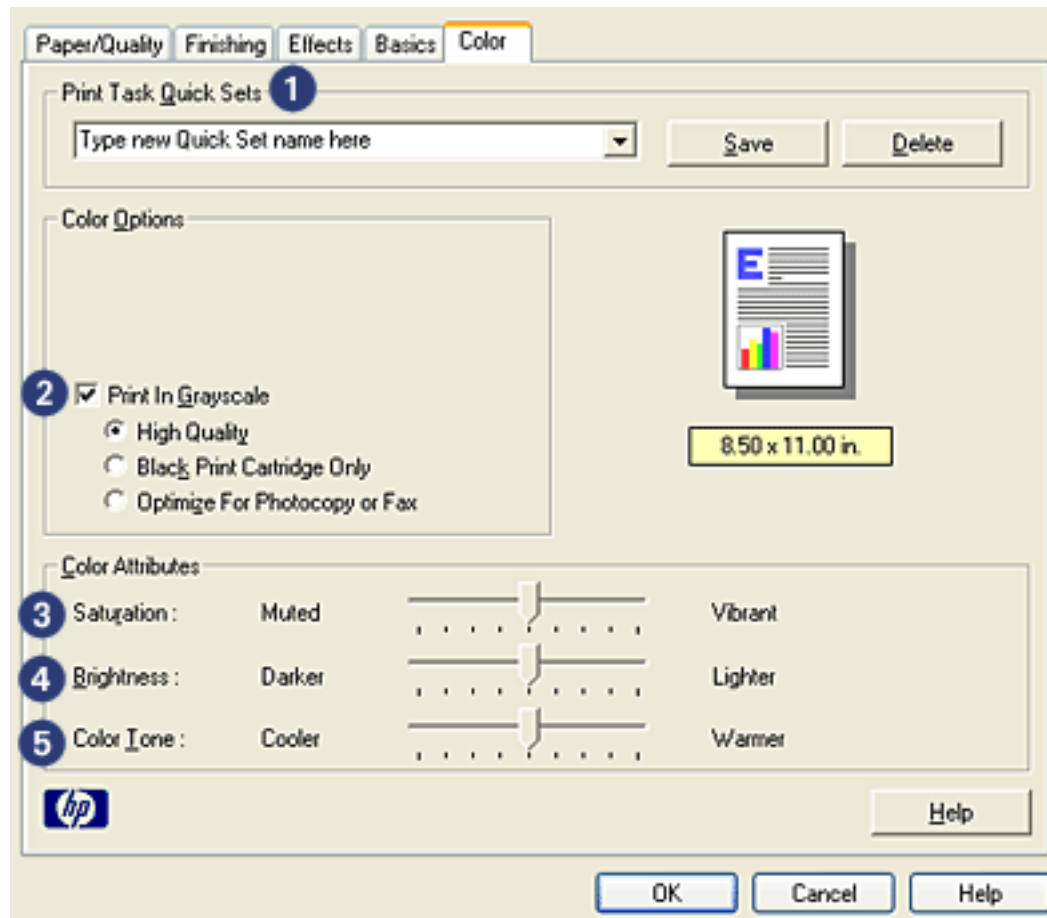 Paper/Quality Finishing Effects Basics Color
Print Task Quick Sets 1
Type new Quick Set name here Save Delete
Color Options
E
2 Print In Grayscale
High Quality
8.50 x 11.00 in.
Black Print Cartridge Only
Optimize For Photocopy or Fax
Color Attributes
3 Saturation : Muted Vibrant
4 Brightness : Darker Lighter
5 Color Tone : Cooler Warmer
hp Help
OK Cancel Help